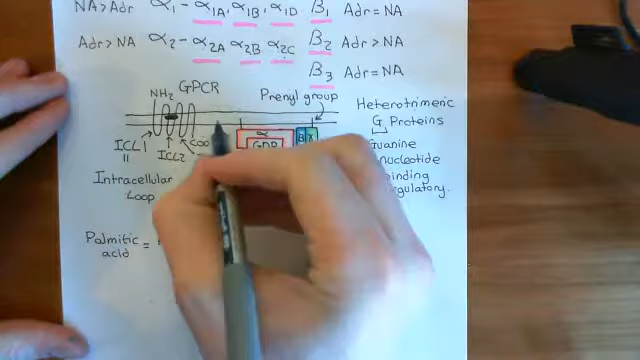 NA>Adr α1 - α1A, α1B, α1D β1 Adr = NA
Adr > NA α2 - α2A α2B α2C β2 Adr > NA
β3 Adr = NA
NH2 GPCR
Prenyl group
Heterotrimeric
G Proteins
Guanine
nucleotide
binding
regulatory.
α
GDP
β γ
ICL1
ICL2
COO
Intracellular
Loop
Palmitic =
acid